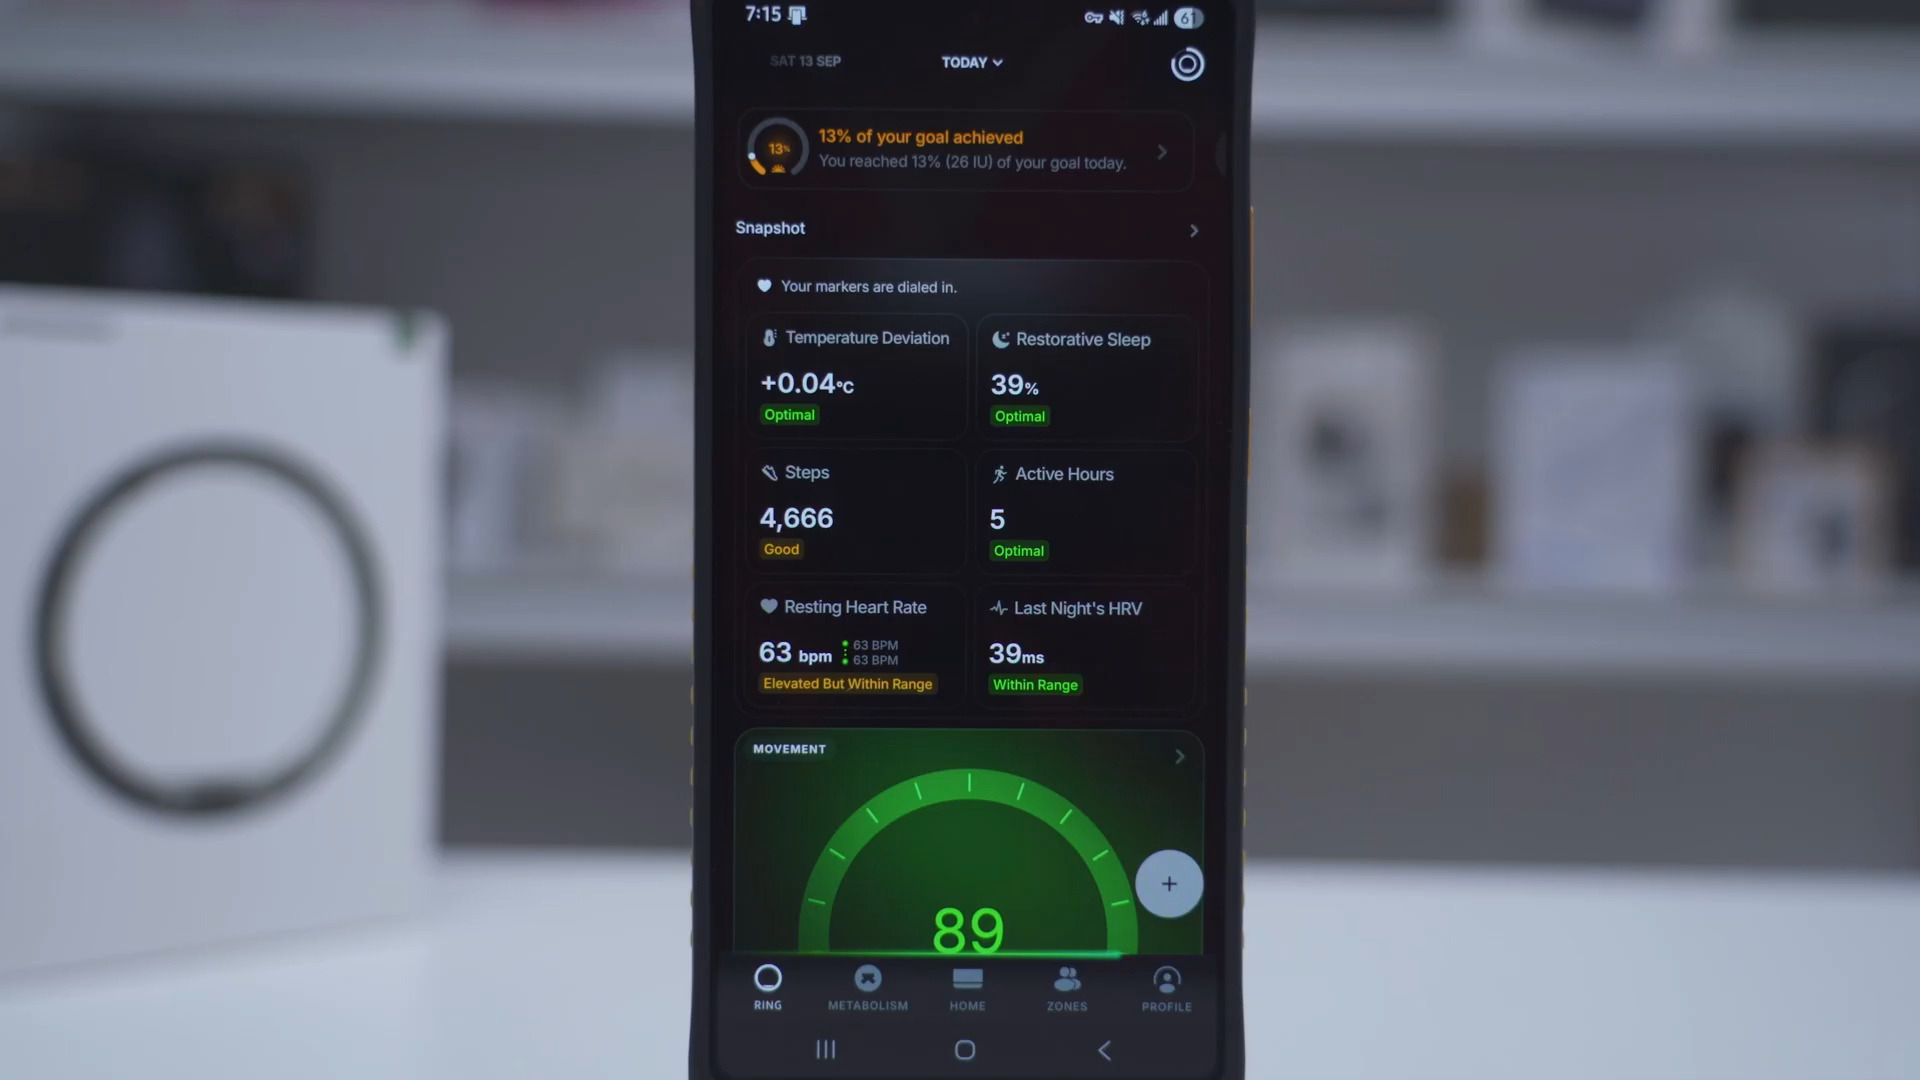 7:15
61
SAT 13 SEP
TODAY
13%
13% of your goal achieved
You reached 13% (26 IU) of your goal today.
Snapshot
Your markers are dialed in.
Temperature Deviation
+0.04°C
Optimal
Restorative Sleep
39%
Optimal
Steps
4,666
Good
Active Hours
5
Optimal
Resting Heart Rate
63 bpm
63 BPM
63 BPM
Elevated But Within Range
Last Night's HRV
39ms
Within Range
MOVEMENT
89
+
RING
METABOLISM
HOME
ZONES
PROFILE